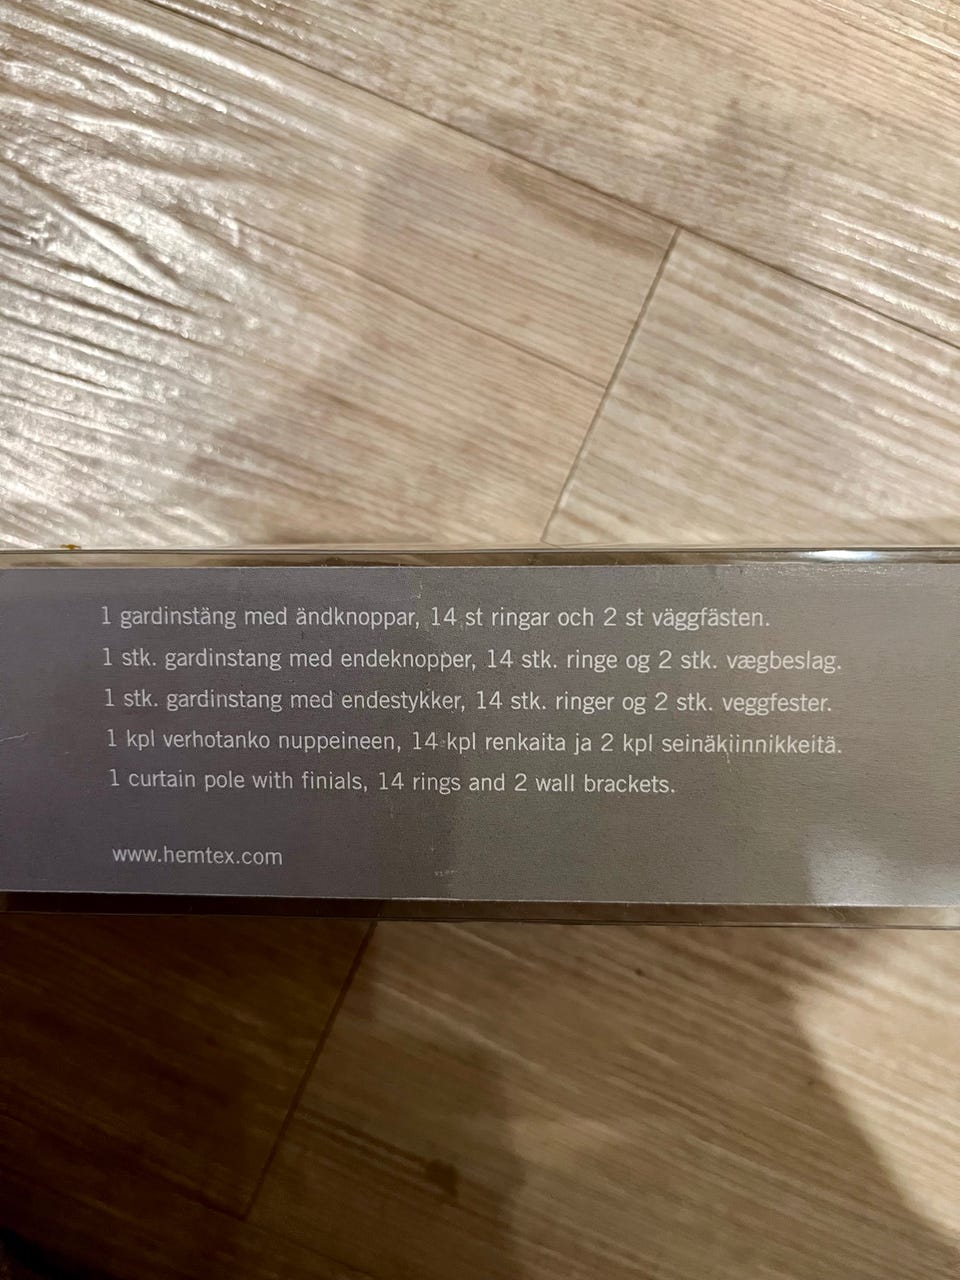 1 gardinstäng med ändknoppar, 14 st ringar och 2 st väggfästen.
1 stk. gardinstang med endeknopper, 14 stk. ringe og 2 stk. vægbeslag.
1 stk. gardinstang med endestykker, 14 stk. ringer og 2 stk. veggfester.
1 kpl verhotanko nuppeineen, 14 kpl renkaita ja 2 kpl seinäkiinnikkeitä.
1 curtain pole with finials, 14 rings and 2 wall brackets.
www.hemtex.com